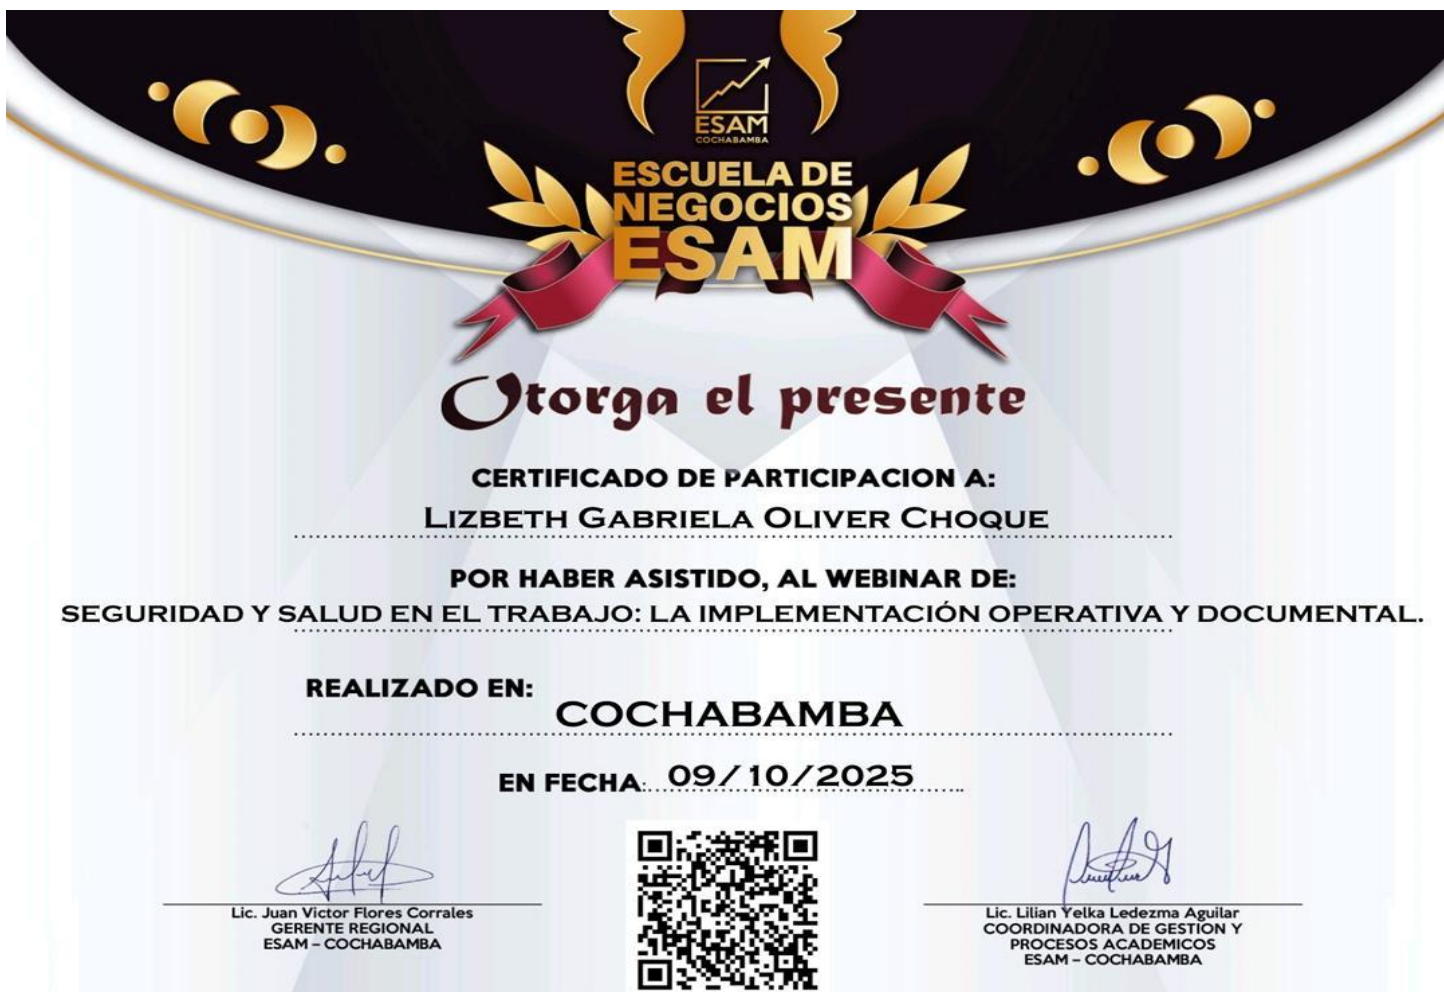 ESAM
COCHABAMBA
ESCUELA DE
NEGOCIOS
ESAM
Otorga el presente
CERTIFICADO DE PARTICIPACION A:
LIZBETH GABRIELA OLIVER CHOQUE
POR HABER ASISTIDO, AL WEBINAR DE:
SEGURIDAD Y SALUD EN EL TRABAJO: LA IMPLEMENTACIÓN OPERATIVA Y DOCUMENTAL.
REALIZADO EN:
COCHABAMBA
EN FECHA: 09/10/2025
Lic. Juan Victor Flores Corrales
GERENTE REGIONAL
ESAM – COCHABAMBA
Lic. Lilian Yelka Ledezma Aguilar
COORDINADORA DE GESTION Y
PROCESOS ACADEMICOS
ESAM – COCHABAMBA